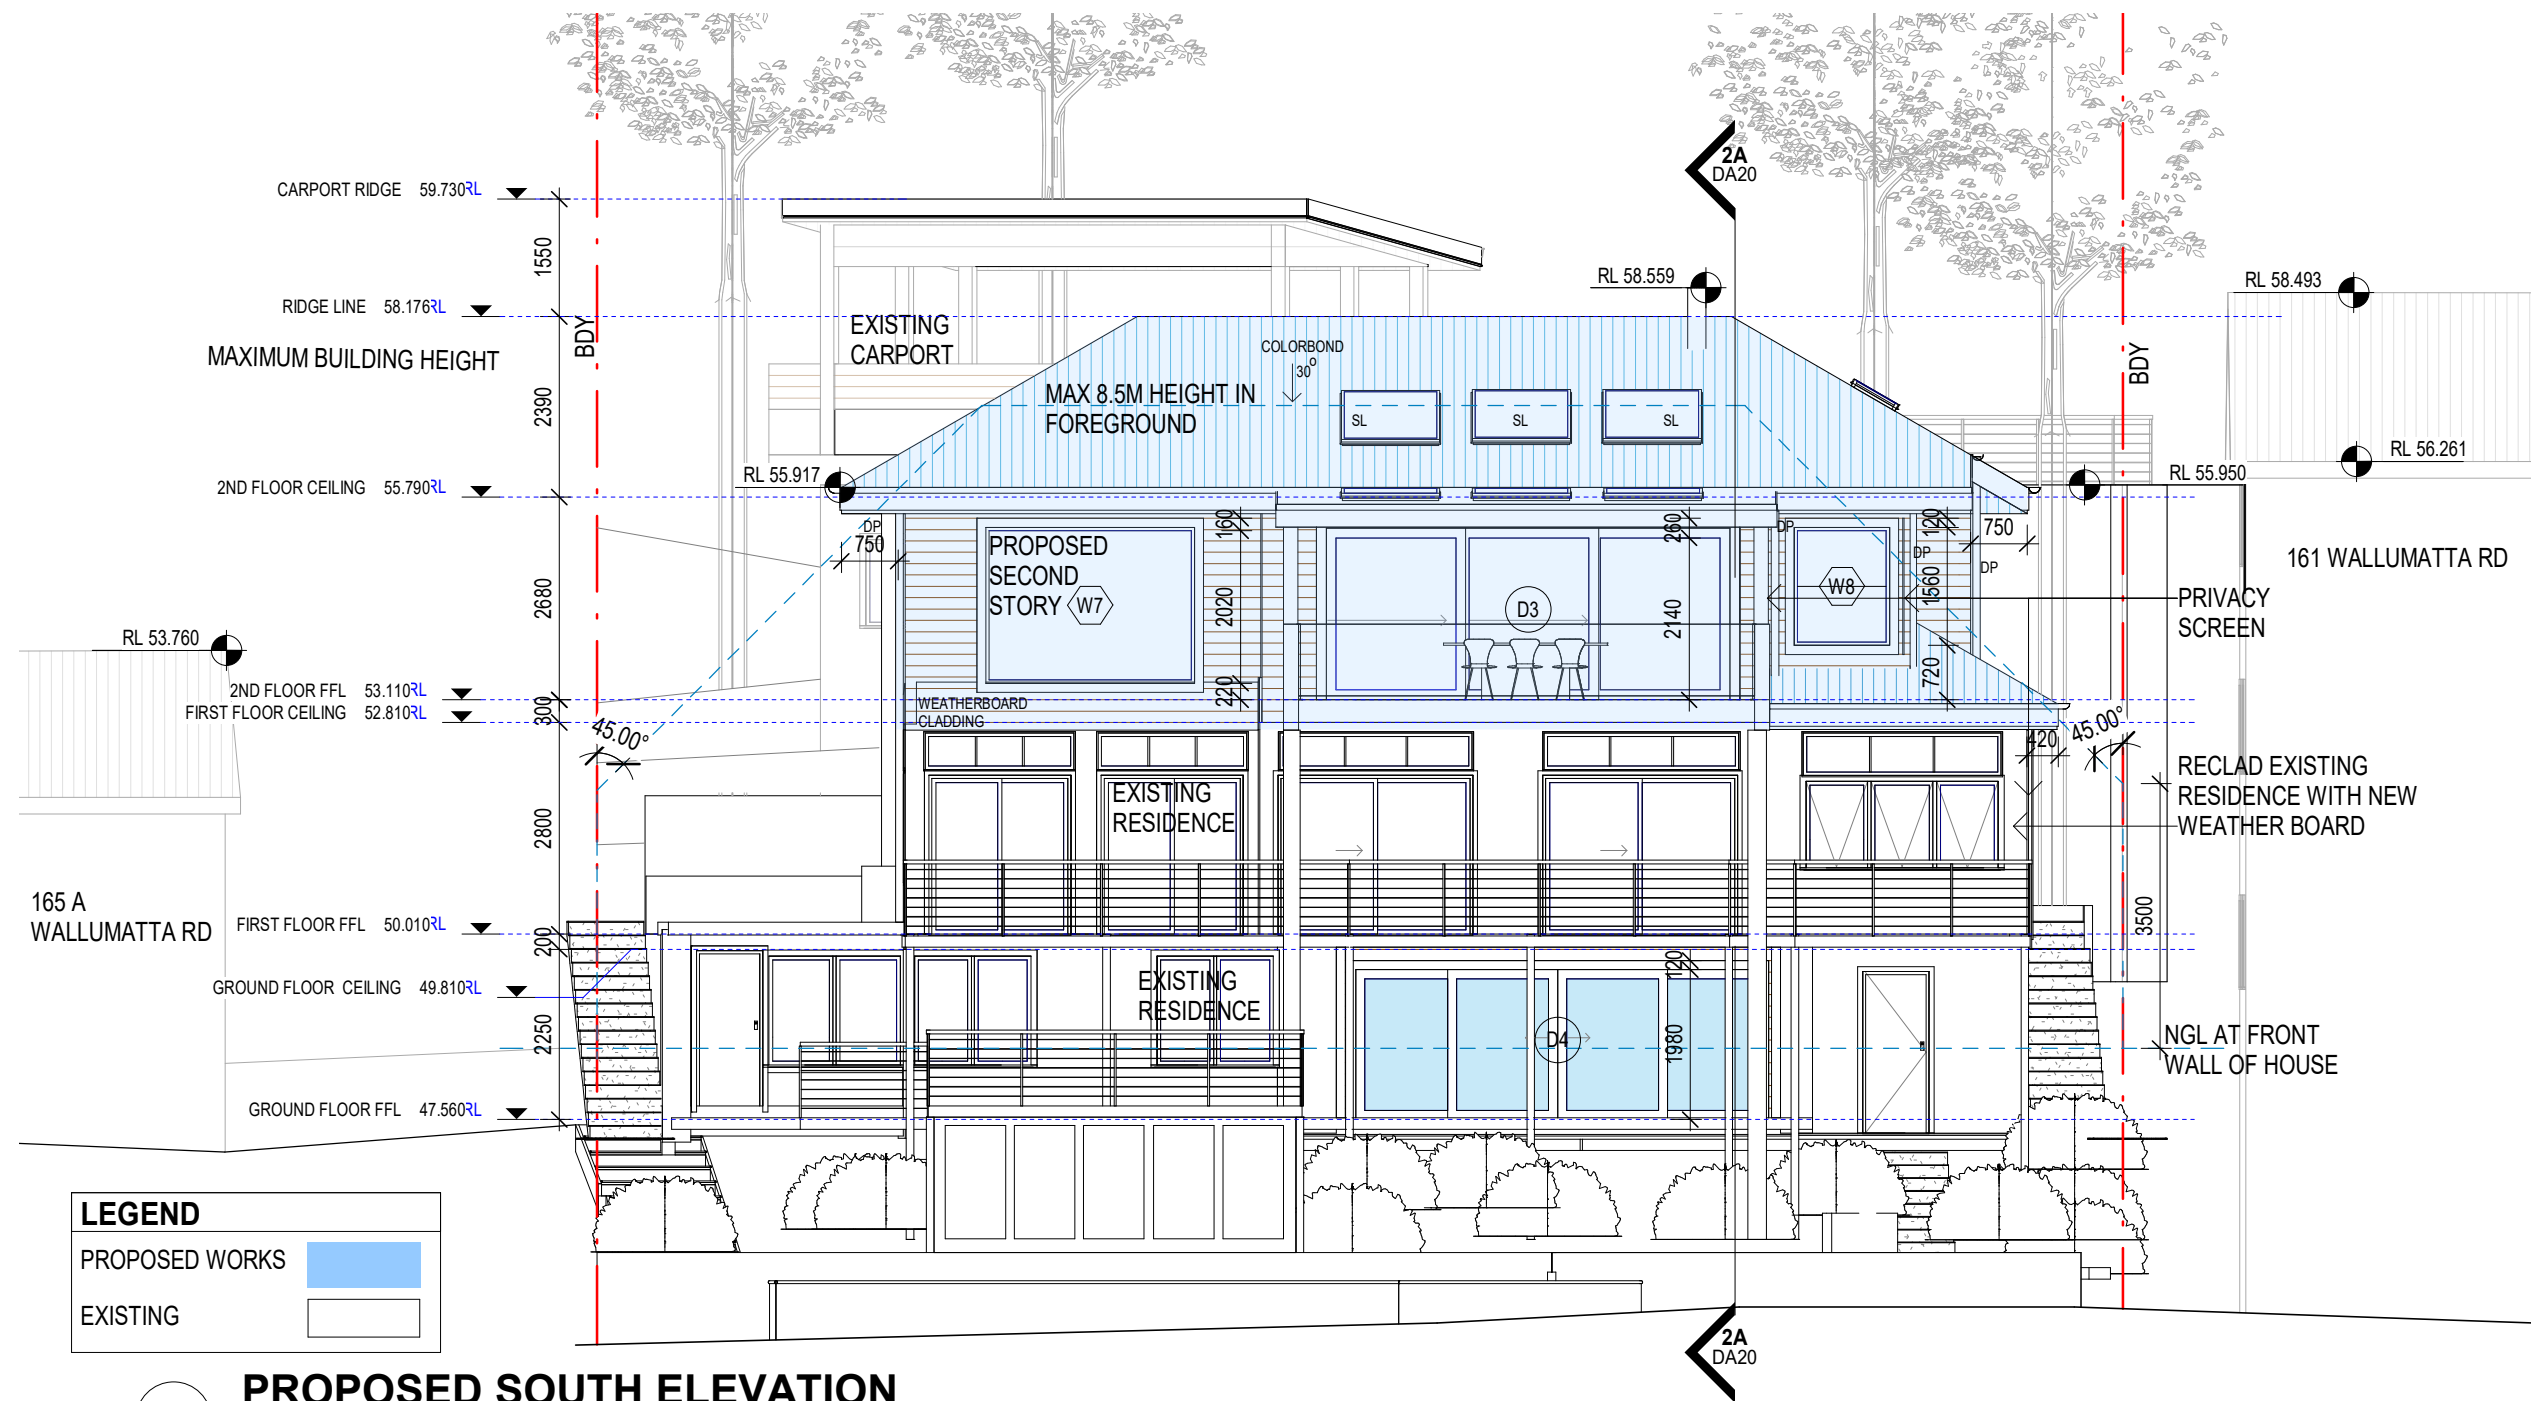 2A
DA20
CARPORT RIDGE 59.730RL
1550
RL 58.559
RL 58.493
RIDGE LINE 58.176RL
BDY
BDY
EXISTING
CARPORT
COLORBOND
30°
MAXIMUM BUILDING HEIGHT
2390
MAX 8.5M HEIGHT IN
FOREGROUND
SL
SL
SL
RL 56.261
RL 55.917
RL 55.950
2ND FLOOR CEILING 55.790RL
DP
750
160
260
DP
120
DP
750
DP
PROPOSED
SECOND
STORY
W7
2020
220
D3
2140
W8
1560
720
161 WALLUMATTA RD
PRIVACY
SCREEN
2680
RL 53.760
2ND FLOOR FFL 53.110RL
FIRST FLOOR CEILING 52.810RL
300
WEATHERBOARD
CLADDING
45.00°
45.00°
420
EXISTING
RESIDENCE
RECLAD EXISTING
RESIDENCE WITH NEW
WEATHER BOARD
2800
165 A
WALLUMATTA RD
FIRST FLOOR FFL 50.010RL
200
3500
GROUND FLOOR CEILING 49.810RL
EXISTING
RESIDENCE
120
1980
D4
2250
NGL AT FRONT
WALL OF HOUSE
GROUND FLOOR FFL 47.560RL
LEGEND
PROPOSED WORKS
EXISTING
2A
DA20
PROPOSED SOUTH ELEVATION